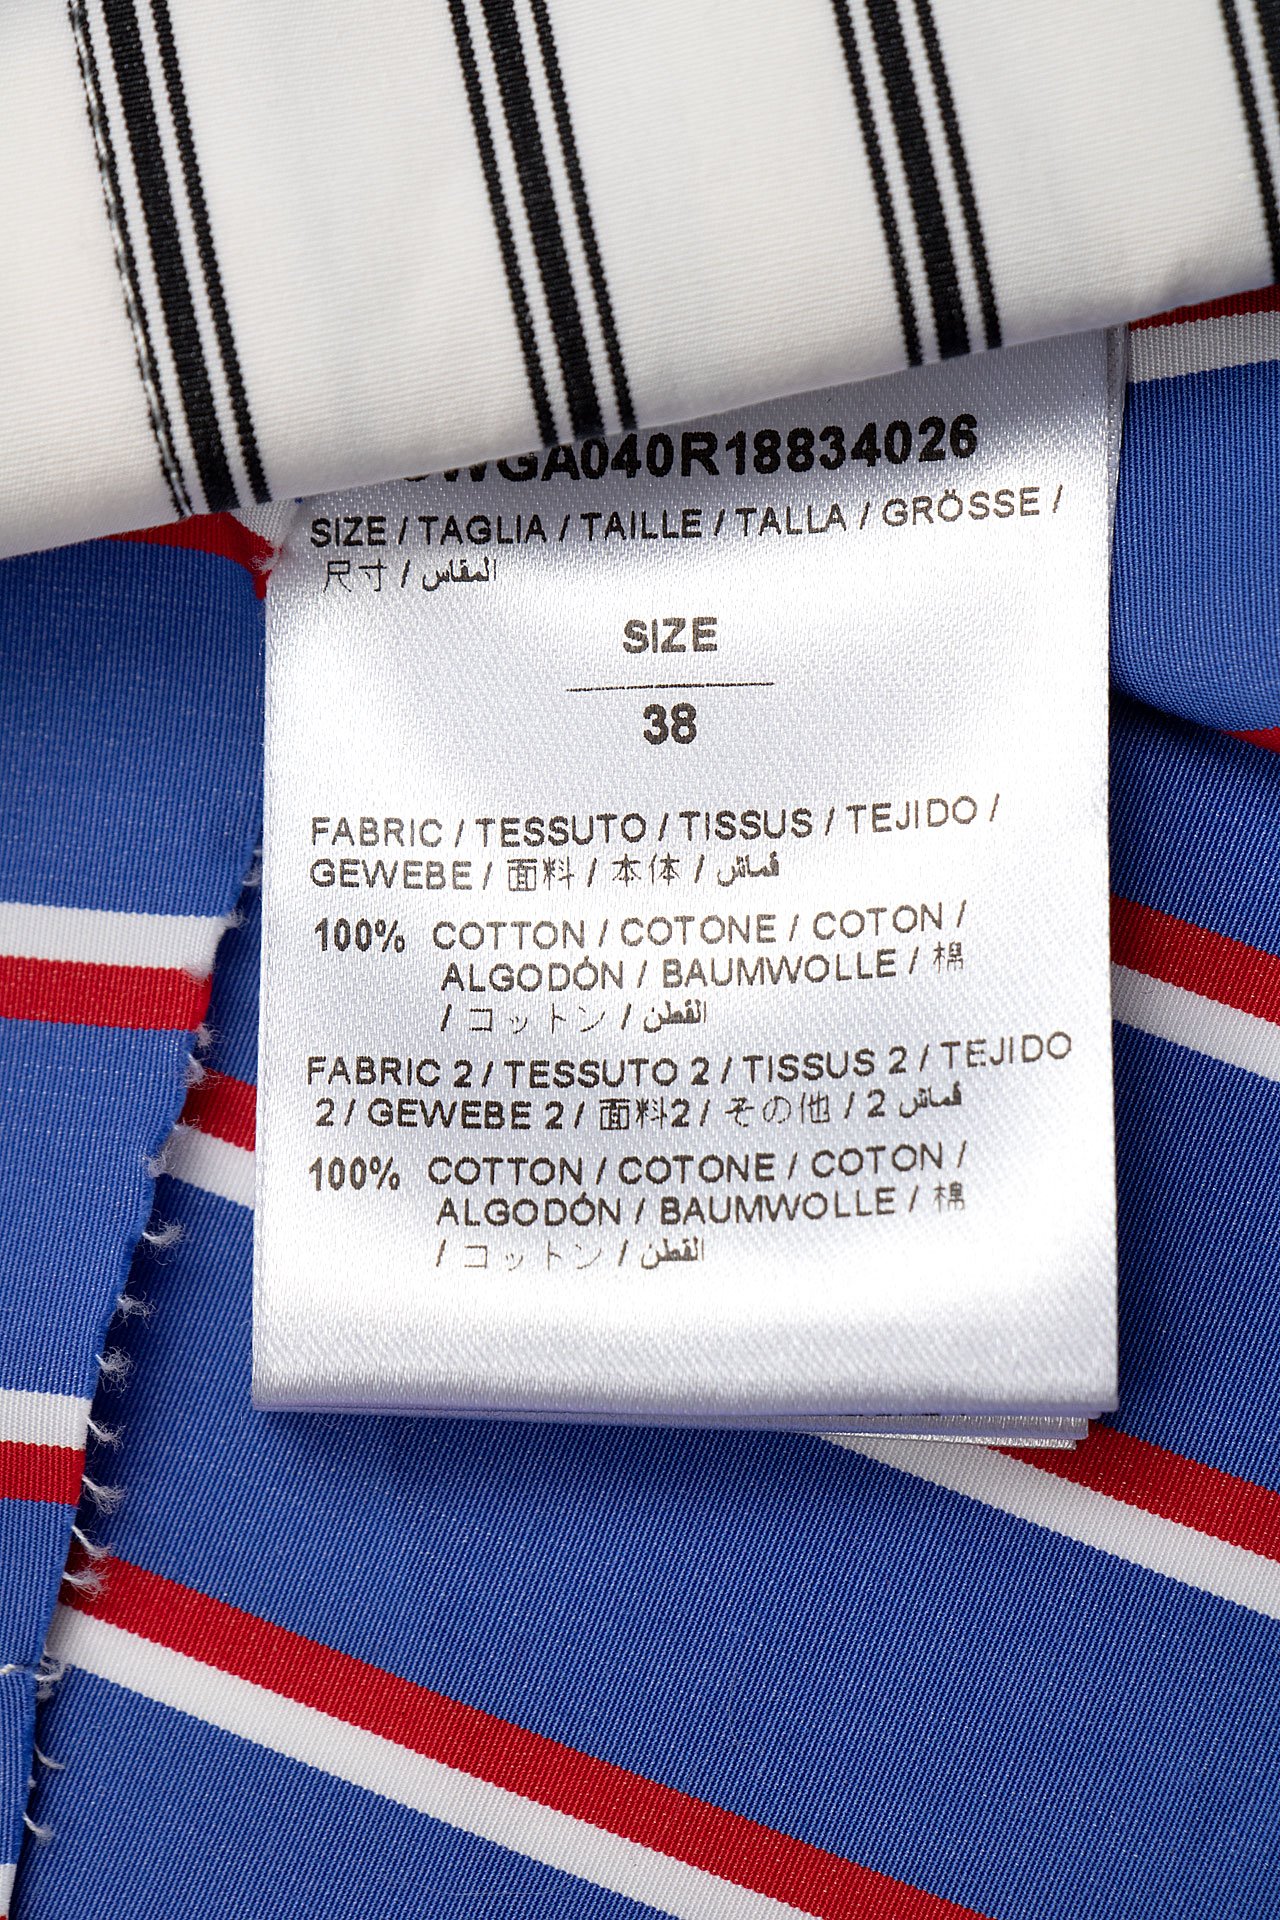 WGA040R18834026
SIZE / TAGLIA / TAILLE / TALLA / GRÖSSE /
尺寸 / المقاس
SIZE
38
FABRIC / TESSUTO / TISSUS / TEJIDO /
GEWEBE / 面料 / 本体 / قماش
100% COTTON / COTONE / COTON /
ALGODÓN / BAUMWOLLE / 棉
/ コットン / القطن
FABRIC 2 / TESSUTO 2 / TISSUS 2 / TEJIDO
2 / GEWEBE 2 / 面料2 / その他 / قماش 2
100% COTTON / COTONE / COTON /
ALGODÓN / BAUMWOLLE / 棉
/ コットン / القطن